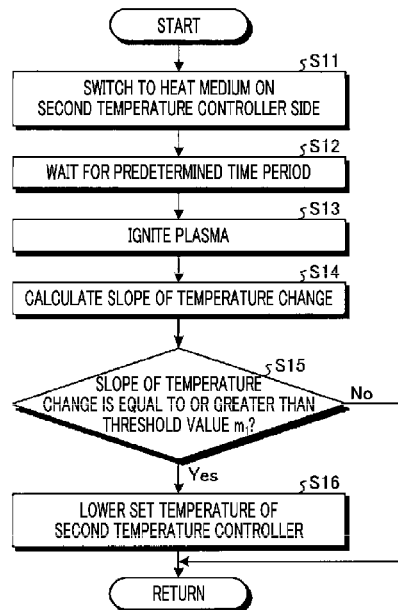 START
S11
SWITCH TO HEAT MEDIUM ON
SECOND TEMPERATURE CONTROLLER SIDE
S12
WAIT FOR PREDETERMINED TIME PERIOD
S13
IGNITE PLASMA
S14
CALCULATE SLOPE OF TEMPERATURE CHANGE
S15
SLOPE OF TEMPERATURE
CHANGE IS EQUAL TO OR GREATER THAN
THRESHOLD VALUE m₁?
No
Yes
S16
LOWER SET TEMPERATURE OF
SECOND TEMPERATURE CONTROLLER
RETURN